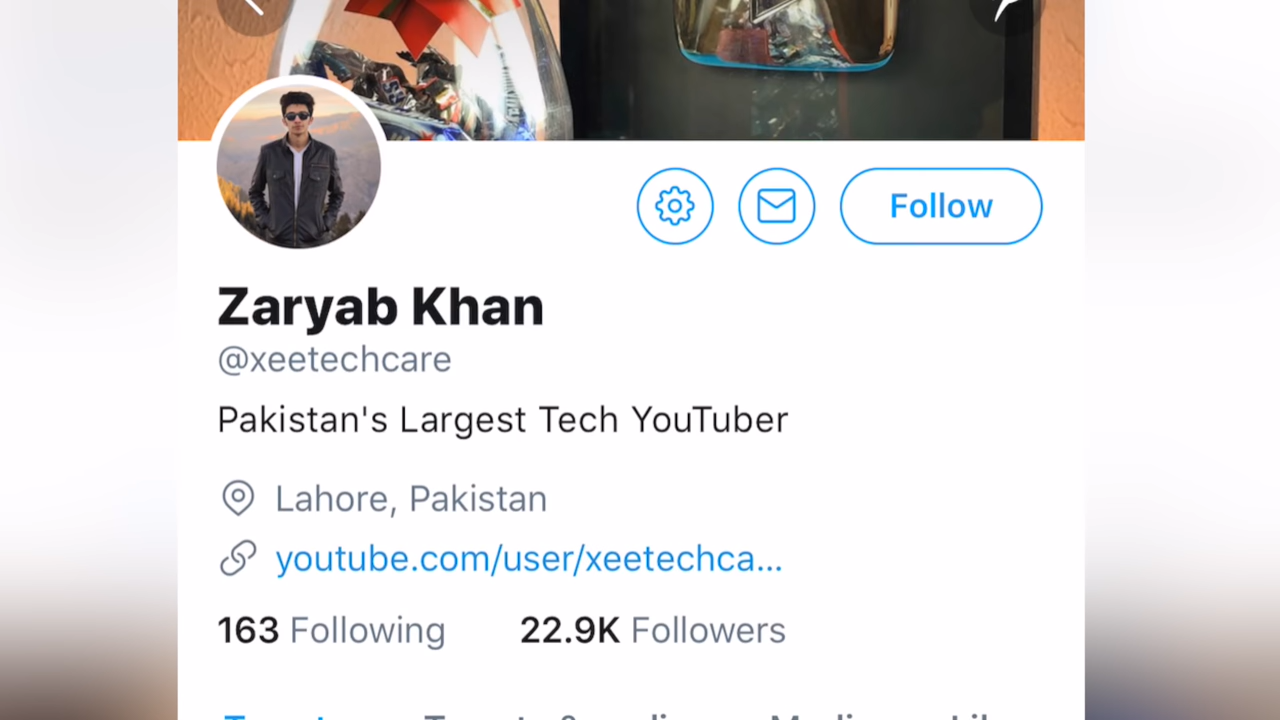 Follow
Zaryab Khan
@xeetechcare
Pakistan's Largest Tech YouTuber
Lahore, Pakistan
youtube.com/user/xeetechca...
163 Following 22.9K Followers